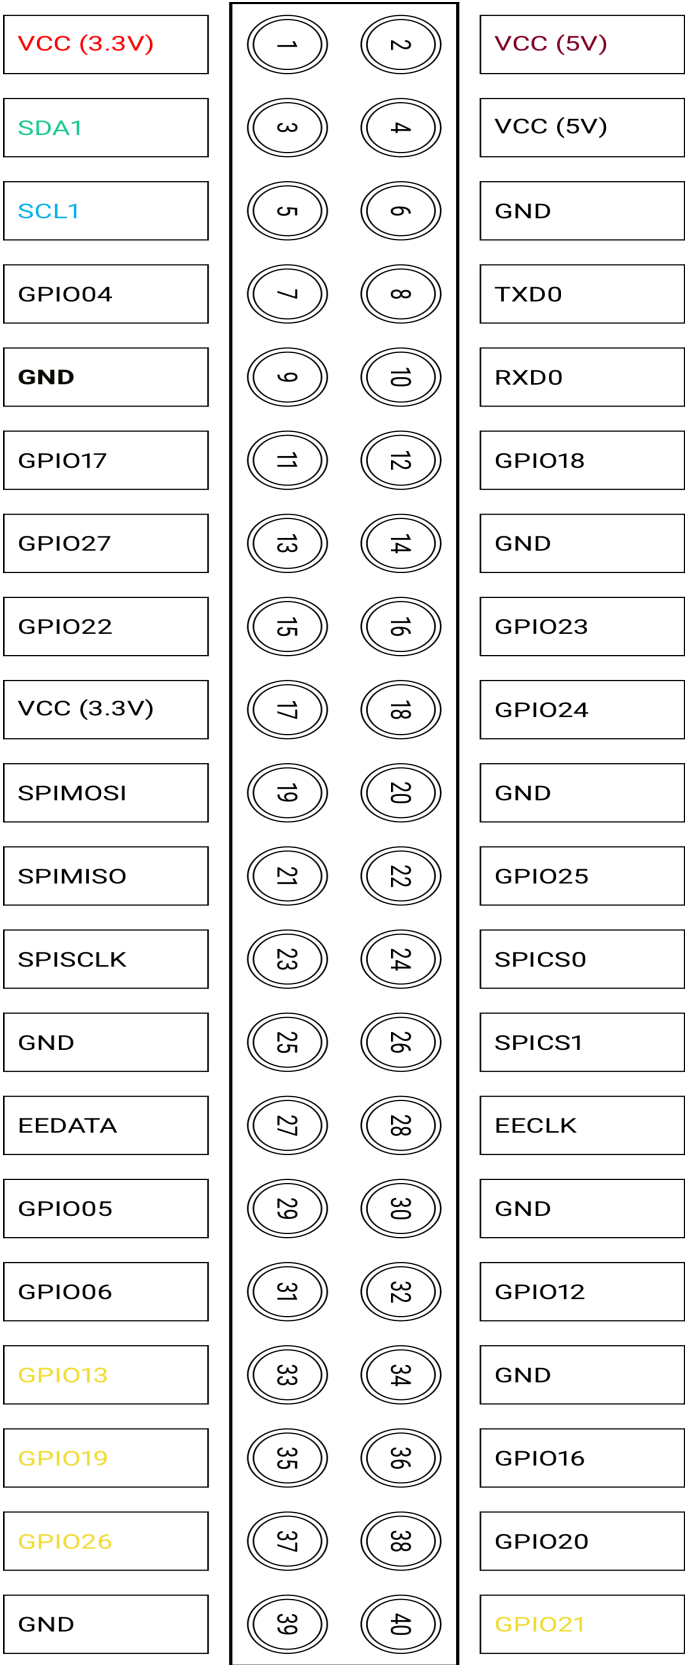 VCC (3.3V) 1 2 VCC (5V)
SDA1 3 4 VCC (5V)
SCL1 5 6 GND
GPIO04 7 8 TXD0
GND 9 10 RXD0
GPIO17 11 12 GPIO18
GPIO27 13 14 GND
GPIO22 15 16 GPIO23
VCC (3.3V) 17 18 GPIO24
SPIMOSI 19 20 GND
SPIMISO 21 22 GPIO25
SPISCLK 23 24 SPICS0
GND 25 26 SPICS1
EEDATA 27 28 EECLK
GPIO05 29 30 GND
GPIO06 31 32 GPIO12
GPIO13 33 34 GND
GPIO19 35 36 GPIO16
GPIO26 37 38 GPIO20
GND 39 40 GPIO21